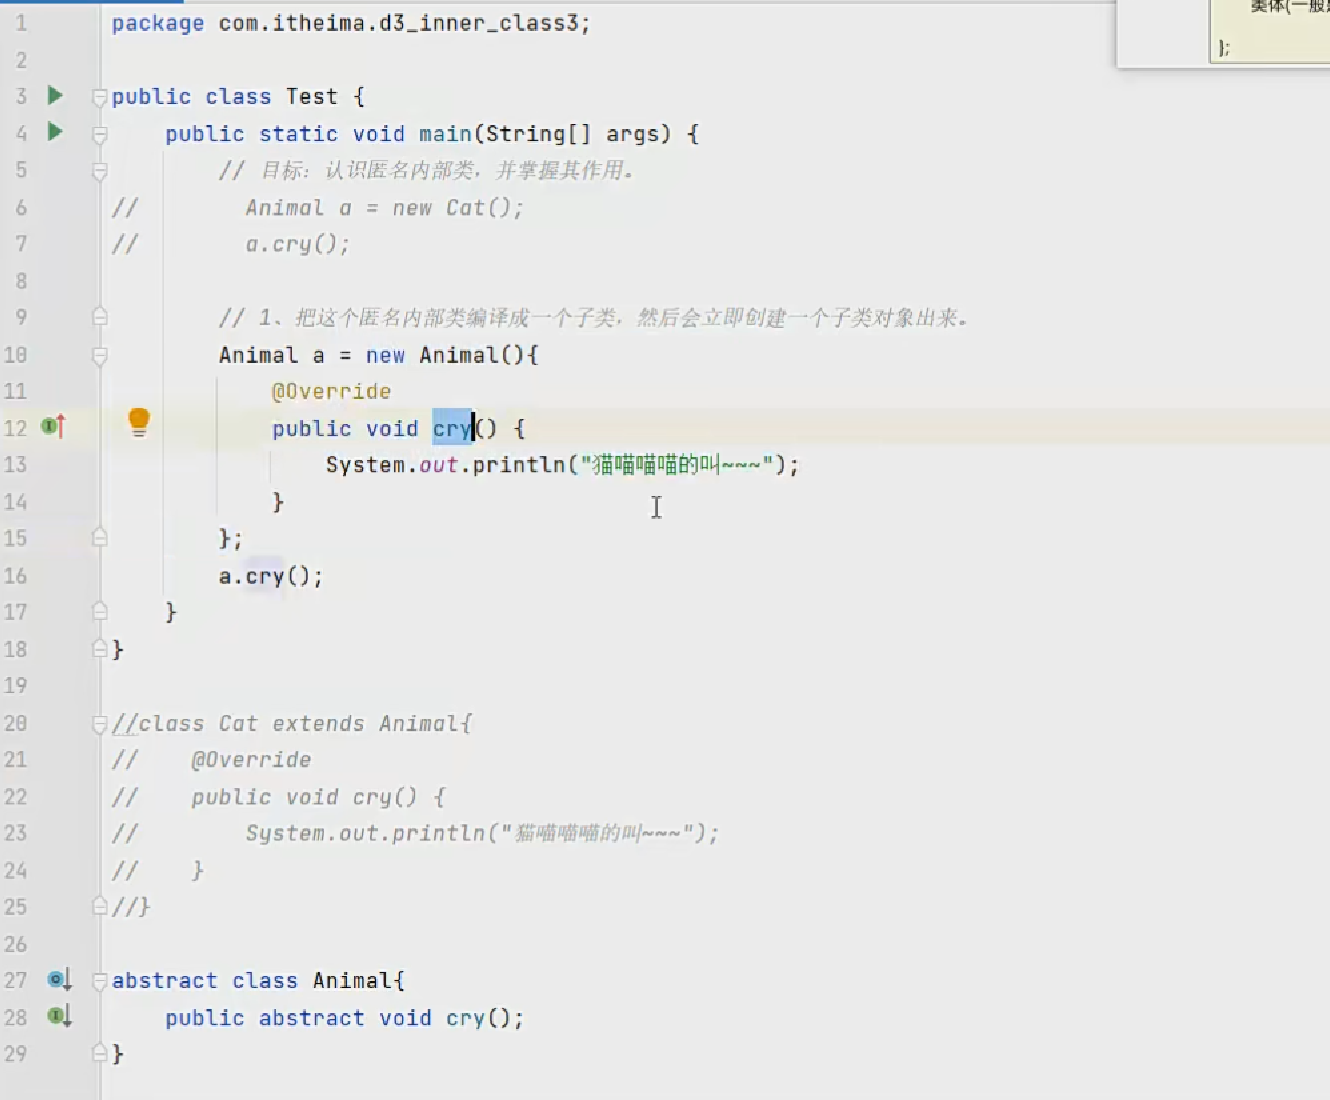 类体(一般
};
1 package com.itheima.d3_inner_class3;
2
3 public class Test {
4     public static void main(String[] args) {
5         // 目标：认识匿名内部类，并掌握其作用。
6 //        Animal a = new Cat();
7 //        a.cry();
8
9         // 1、把这个匿名内部类编译成一个子类，然后会立即创建一个子类对象出来。
10         Animal a = new Animal(){
11             @Override
12             public void cry() {
13                 System.out.println("猫喵喵喵的叫~~~");
14             }
15         };
16         a.cry();
17     }
18 }
19
20 //class Cat extends Animal{
21 //    @Override
22 //    public void cry() {
23 //        System.out.println("猫喵喵喵的叫~~~");
24 //    }
25 //}
26
27 abstract class Animal{
28     public abstract void cry();
29 }